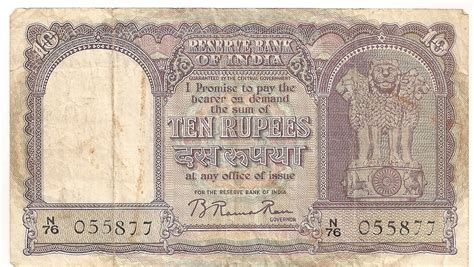 10 10
RESERVE BANK
OF INDIA
GUARANTEED BY THE CENTRAL GOVERNMENT
I Promise to pay the
bearer on demand
the sum of
TEN RUPEES
दस रुपया
at any office of issue
FOR THE RESERVE BANK OF INDIA
B Rama Rau
GOVERNOR
N/76 055877
N/76 055877